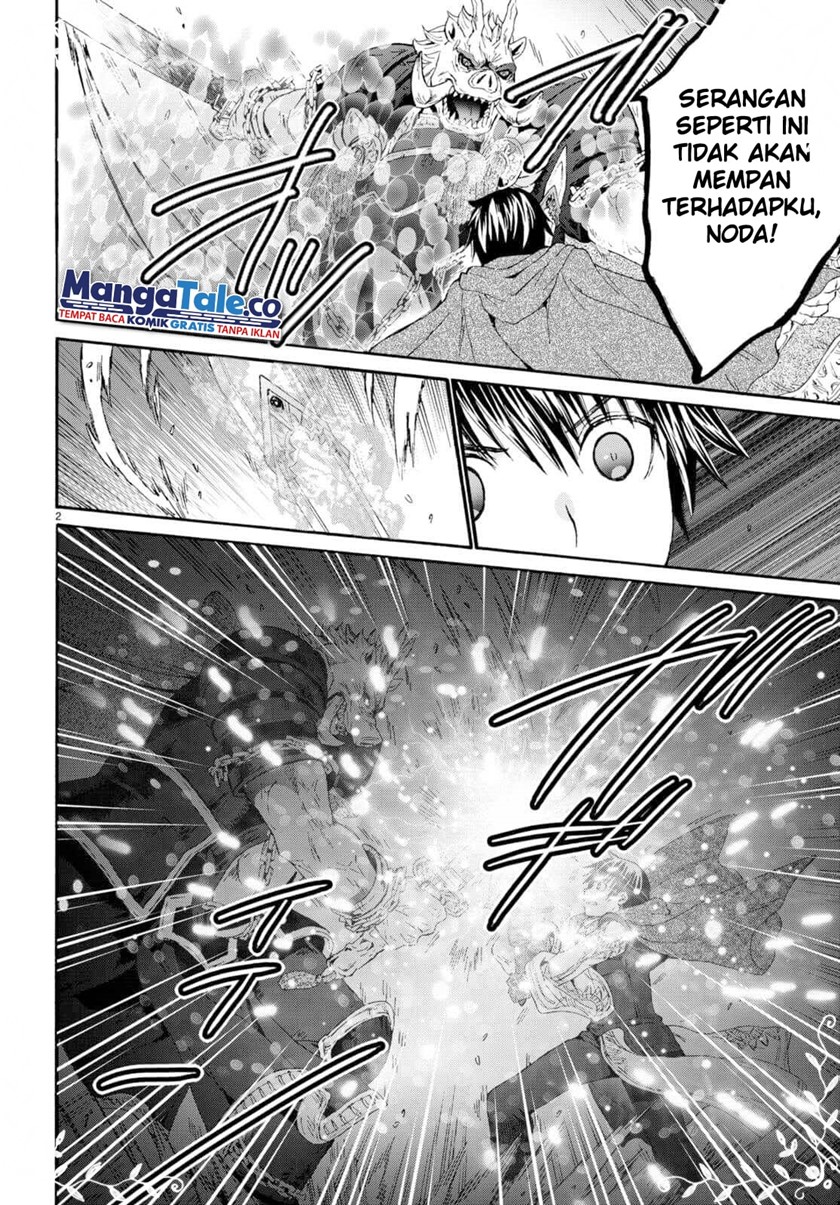 SERANGAN
SEPERTI INI
TIDAK AKAN
MEMPAN
TERHADAPKU,
NODA!
MangaTale.co
TEMPAT BACA KOMIK GRATIS TANPA IKLAN
2